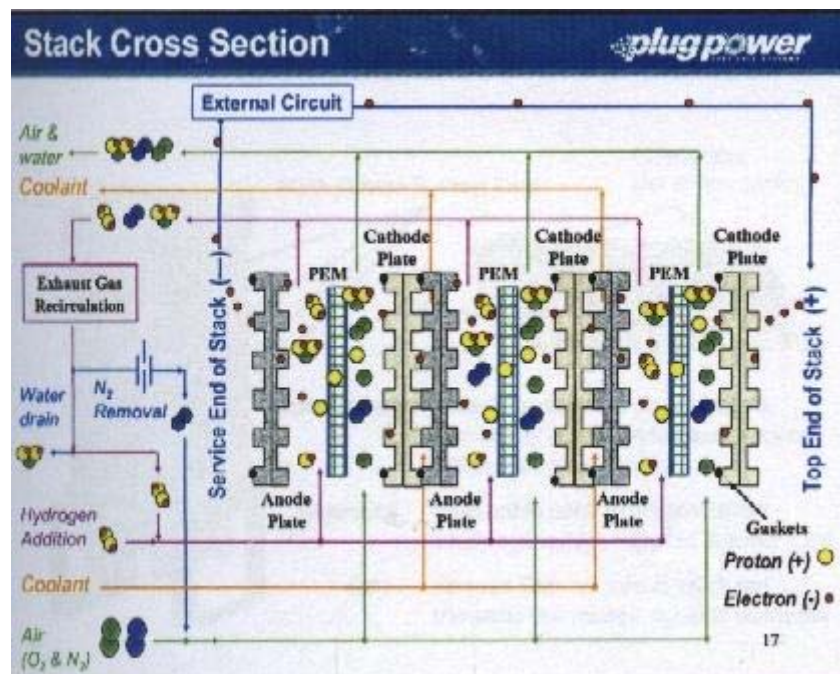 Stack Cross Section
plugpower
External Circuit
Air &
water
Coolant
Exhaust Gas
Recirculation
Service End of Stack (—)
Top End of Stack (+)
PEM
Cathode
Plate
PEM
Cathode
Plate
PEM
Cathode
Plate
Water
drain
N₂
Removal
Anode
Plate
Anode
Plate
Anode
Plate
Gaskets
Hydrogen
Addition
Proton (+)
Coolant
Electron (-)
Air
(O₂ & N₂)
17